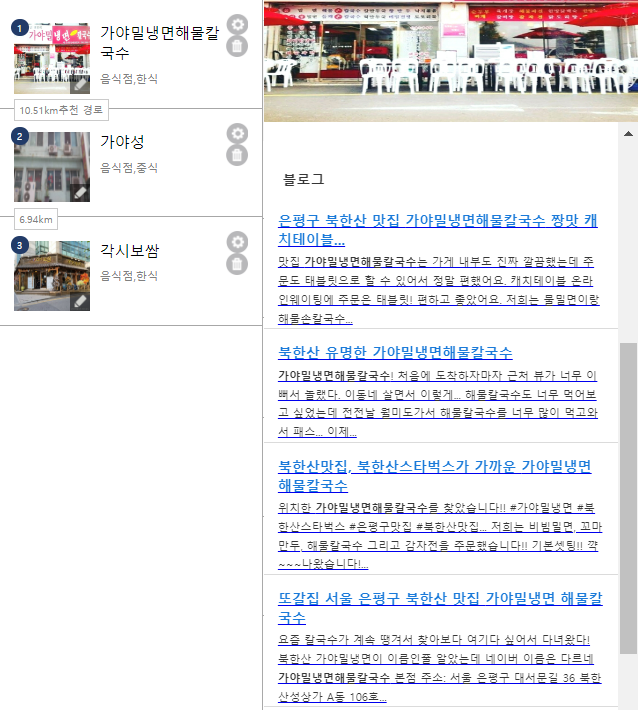 1
가야밀냉면해물칼
국수
음식점,한식
10.51km추천 경로
2
가야성
음식점,중식
6.94km
3
각시보쌈
음식점,한식
블로그
은평구 북한산 맛집 가야밀냉면해물칼국수 짱맛 캐
치테이블...
맛집 가야밀냉면해물칼국수는 가게 내부도 진짜 깔끔했는데 주
문도 태블릿으로 할 수 있어서 정말 편했어요. 캐치테이블 온라
인웨이팅에 주문은 태블릿! 편하고 좋았어요. 저희는 물밀면이랑
해물손칼국수...
북한산 유명한 가야밀냉면해물칼국수
가야밀냉면해물칼국수! 처음에 도착하자마자 근처 뷰가 너무 이
뻐서 놀랬다. 이동네 살면서 이렇게... 해물칼국수도 너무 먹어보
고 싶었는데 전전날 월미도가서 해물칼국수를 너무 많이 먹고와
서 패스... 이제...
북한산맛집, 북한산스타벅스가 가까운 가야밀냉면
해물칼국수
위치한 가야밀냉면해물칼국수를 찾았습니다!! #가야밀냉면 #북
한산스타벅스 #은평구맛집 #북한산맛집... 저희는 비빔밀면, 꼬마
만두, 해물칼국수 그리고 감자전을 주문했습니다!! 기본셋팅!! 꺅
~~~나왔습니다!...
또갈집 서울 은평구 북한산 맛집 가야밀냉면 해물칼
국수
요즘 칼국수가 계속 땡겨서 찾아보다 여기다 싶어서 다녀왔다!
북한산 가야밀냉면이 이름인줄 알았는데 네이버 이름은 다르네
가야밀냉면해물칼국수 본점 주소: 서울 은평구 대서문길 36 북한
산성상가 A동 106호...